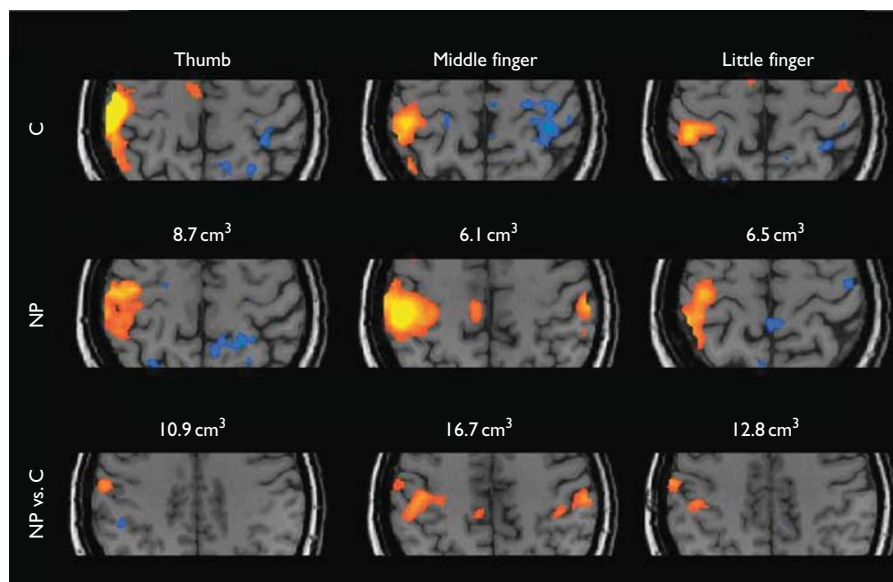 Thumb Middle finger Little finger
C
8.7 cm³ 6.1 cm³ 6.5 cm³
NP
10.9 cm³ 16.7 cm³ 12.8 cm³
NP vs. C